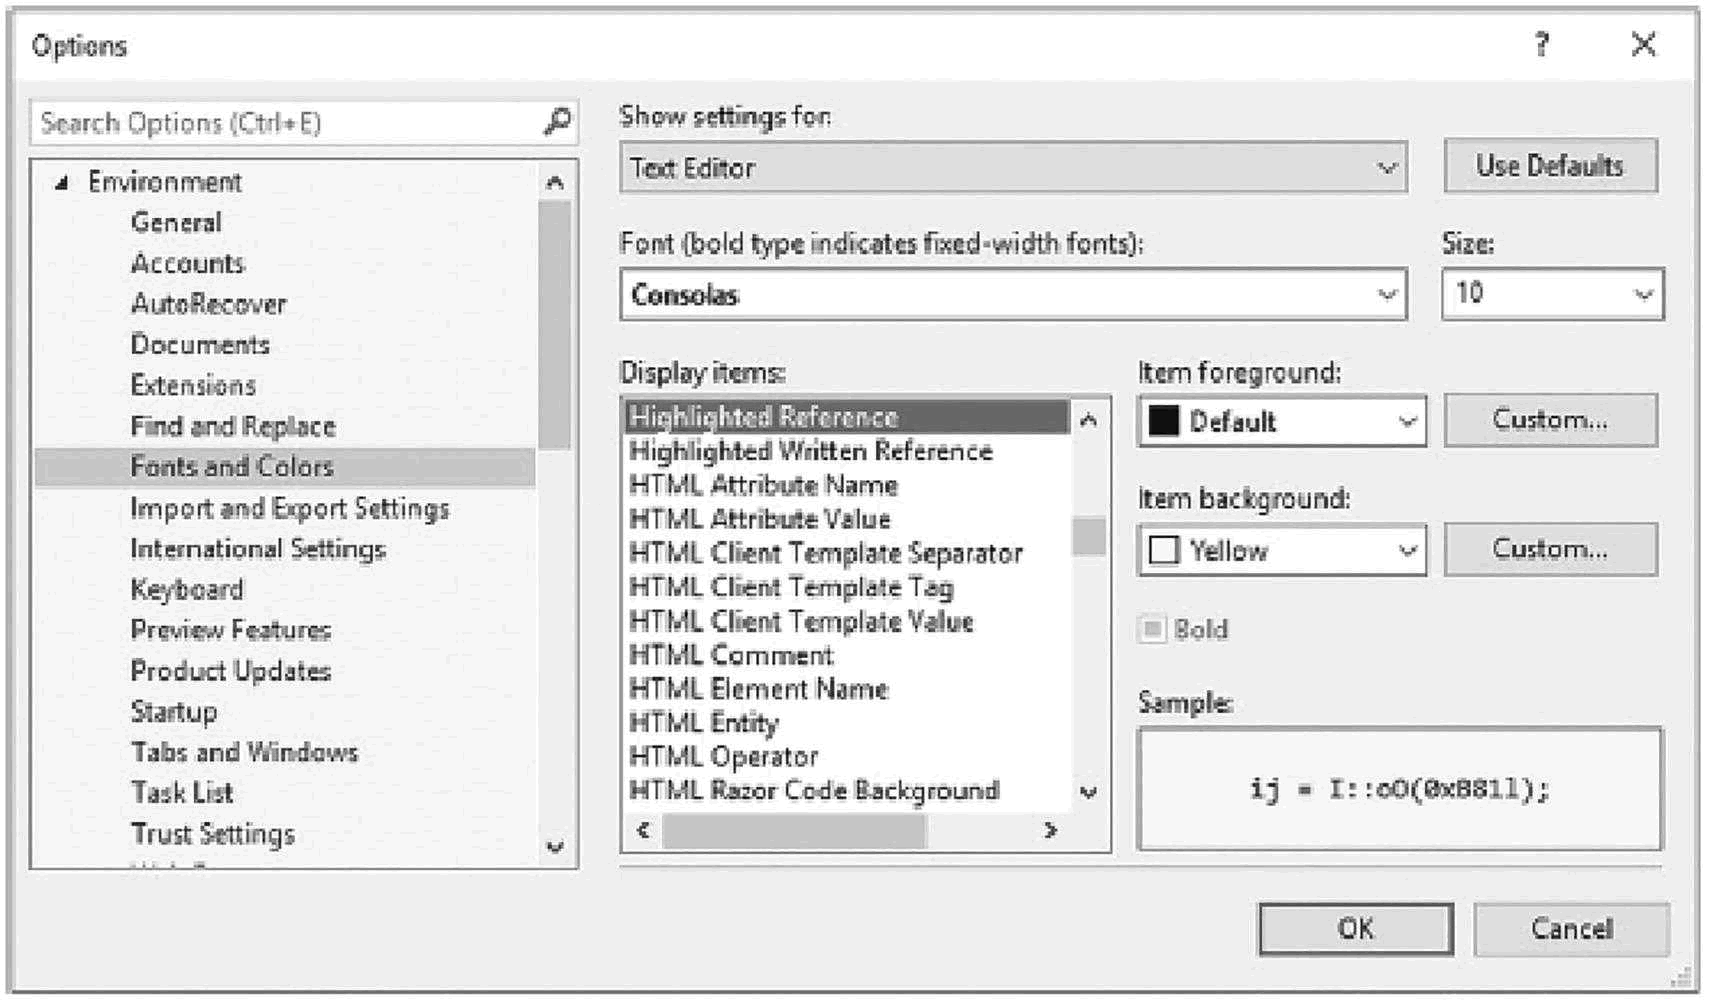 Options
?
Search Options (Ctrl+E)
Environment
General
Accounts
AutoRecover
Documents
Extensions
Find and Replace
Fonts and Colors
Import and Export Settings
International Settings
Keyboard
Preview Features
Product Updates
Startup
Tabs and Windows
Task List
Trust Settings
Show settings for:
Text Editor
Use Defaults
Font (bold type indicates fixed-width fonts):
Size:
Consolas
10
Display items:
Highlighted Reference
Highlighted Written Reference
HTML Attribute Name
HTML Attribute Value
HTML Client Template Separator
HTML Client Template Tag
HTML Client Template Value
HTML Comment
HTML Element Name
HTML Entity
HTML Operator
HTML Razor Code Background
Item foreground:
Default
Custom...
Item background:
Yellow
Custom...
Bold
Sample:
ij = I::oO(0xB81l);
OK
Cancel